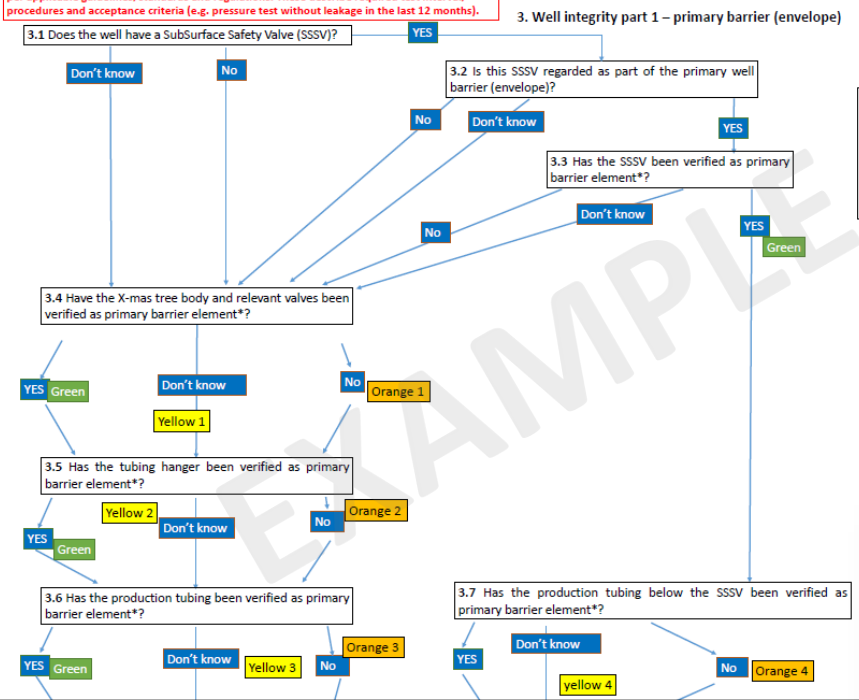 procedures and acceptance criteria (e.g. pressure test without leakage in the last 12 months).
3. Well integrity part 1 – primary barrier (envelope)
3.1 Does the well have a SubSurface Safety Valve (SSSV)?
YES
Don't know
No
3.2 Is this SSSV regarded as part of the primary well
barrier (envelope)?
No
Don't know
YES
3.3 Has the SSSV been verified as primary
barrier element*?
No
Don't know
YES
Green
3.4 Have the X-mas tree body and relevant valves been
verified as primary barrier element*?
YES
Green
Don't know
Yellow 1
No
Orange 1
3.5 Has the tubing hanger been verified as primary
barrier element*?
YES
Green
Yellow 2
Don't know
No
Orange 2
3.6 Has the production tubing been verified as primary
barrier element*?
YES
Green
Don't know
Yellow 3
No
Orange 3
3.7 Has the production tubing below the SSSV been verified as
primary barrier element*?
YES
Don't know
yellow 4
No
Orange 4
EXAMPLE